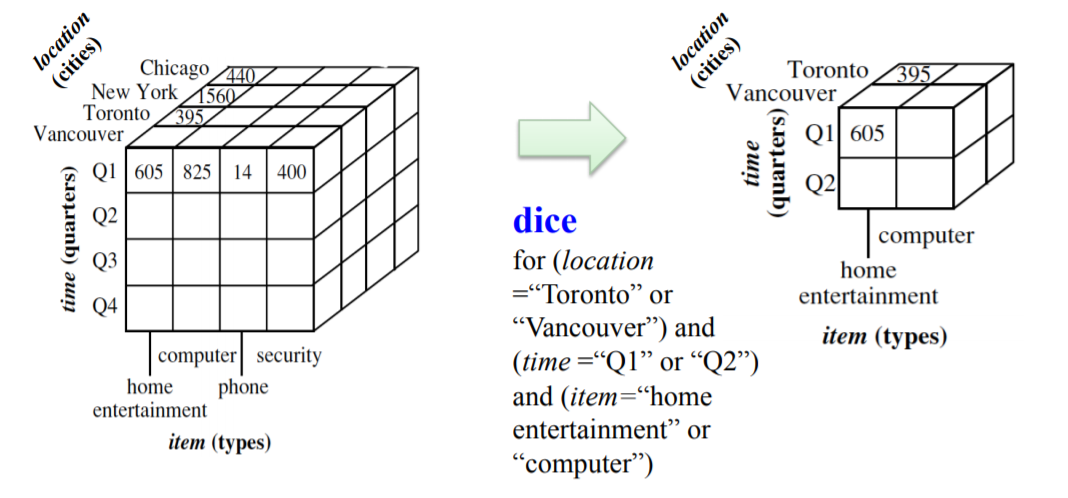 location
(cities)
Chicago
440
New York
1560
Toronto
395
Vancouver
time (quarters)
Q1 605 825 14 400
Q2
Q3
Q4
computer security
home phone
entertainment
item (types)
dice
for (location
=“Toronto” or
“Vancouver”) and
(time =“Q1” or “Q2”)
and (item=“home
entertainment” or
“computer”)
location
(cities)
Toronto 395
Vancouver
time
(quarters)
Q1 605
Q2
computer
home
entertainment
item (types)